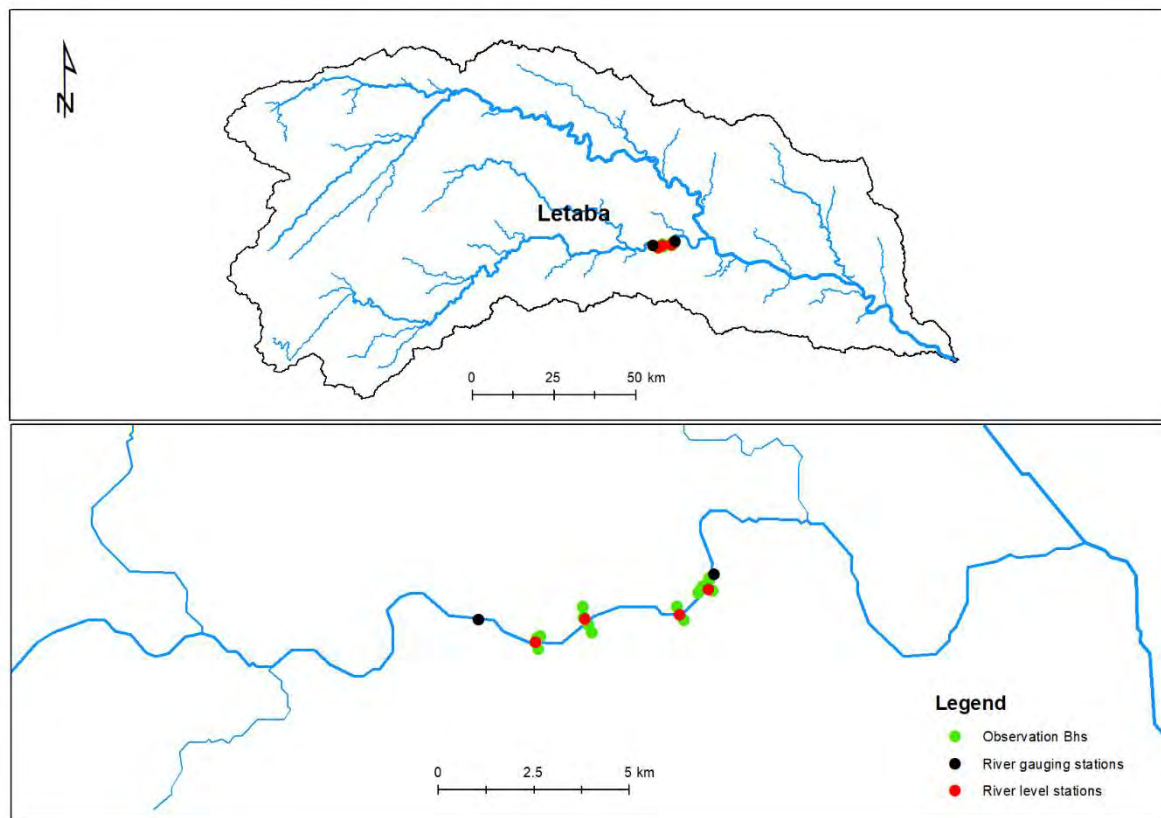 N
Letaba
0 25 50 km
Legend
Observation Bhs
River gauging stations
River level stations
0 2.5 5 km